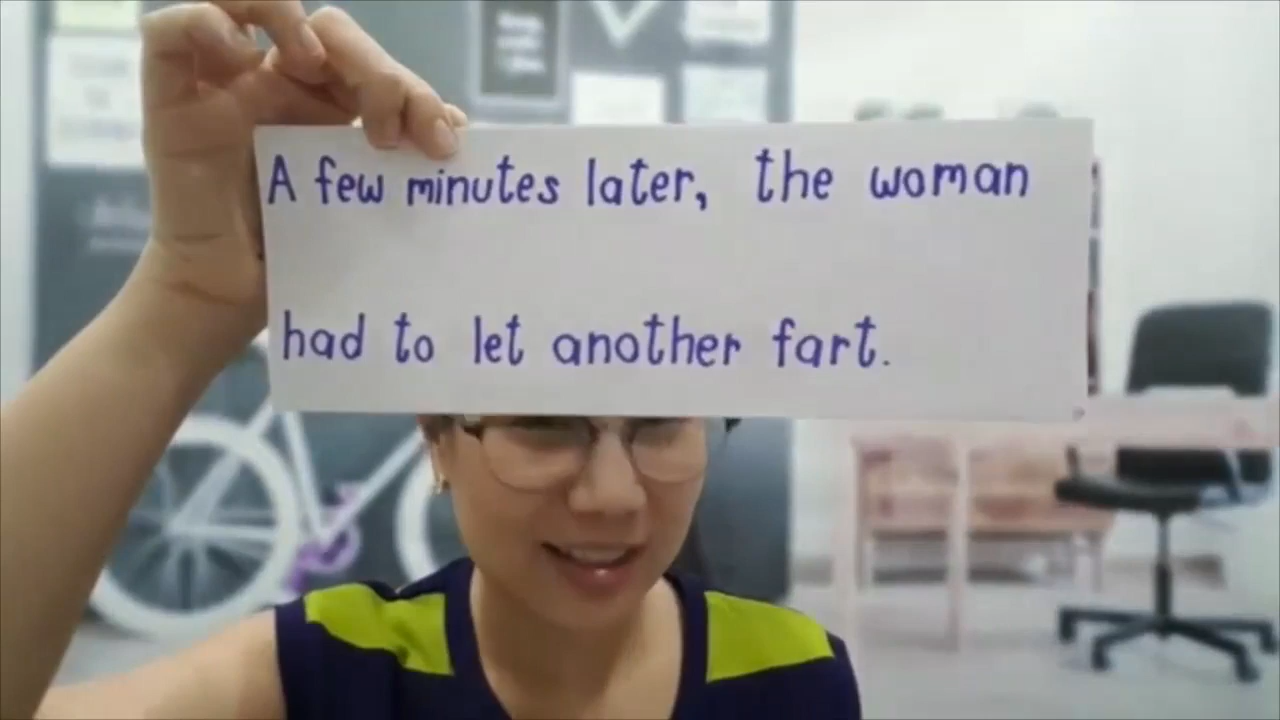 A few minutes later, the woman
had to let another fart.